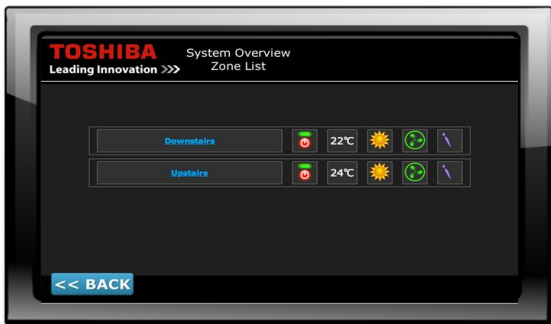 TOSHIBA
Leading Innovation >>>
System Overview
Zone List
Downstairs
22℃
Upstairs
24℃
<< BACK